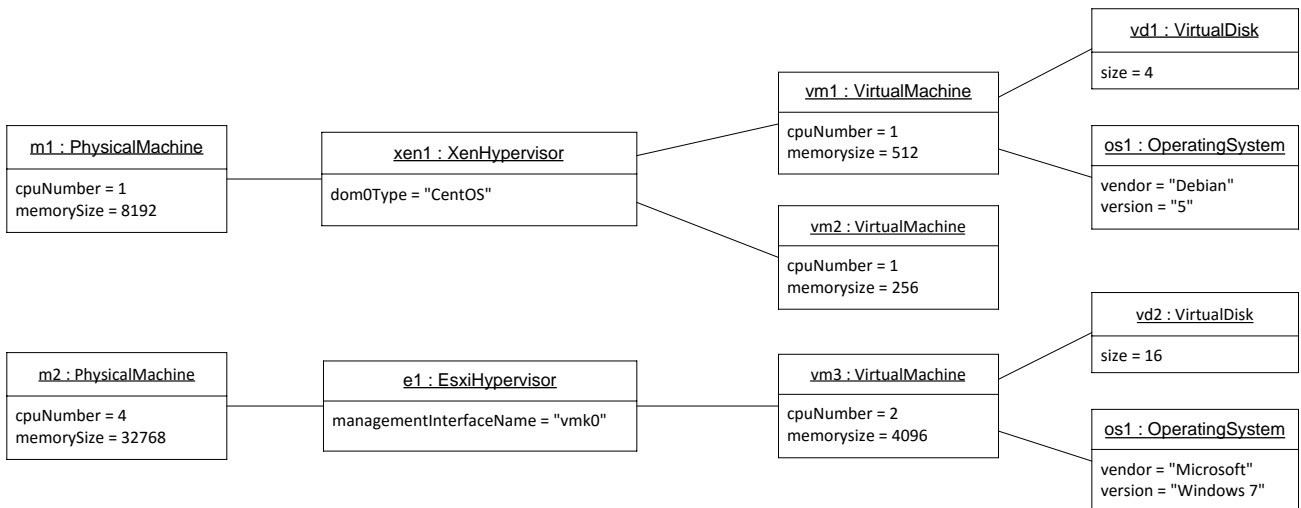 m1 : PhysicalMachine
cpuNumber = 1
memorySize = 8192
xen1 : XenHypervisor
dom0Type = "CentOS"
vm1 : VirtualMachine
cpuNumber = 1
memorysize = 512
vd1 : VirtualDisk
size = 4
os1 : OperatingSystem
vendor = "Debian"
version = "5"
vm2 : VirtualMachine
cpuNumber = 1
memorysize = 256
m2 : PhysicalMachine
cpuNumber = 4
memorySize = 32768
e1 : EsxiHypervisor
managementInterfaceName = "vmk0"
vm3 : VirtualMachine
cpuNumber = 2
memorysize = 4096
vd2 : VirtualDisk
size = 16
os1 : OperatingSystem
vendor = "Microsoft"
version = "Windows 7"